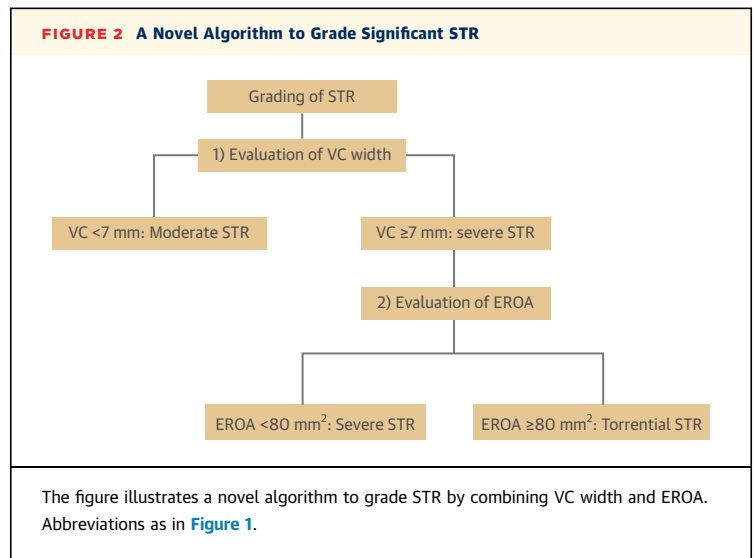 FIGURE 2 A Novel Algorithm to Grade Significant STR
Grading of STR
1) Evaluation of VC width
VC <7 mm: Moderate STR
VC ≥7 mm: severe STR
2) Evaluation of EROA
EROA <80 mm²: Severe STR
EROA ≥80 mm²: Torrential STR
The figure illustrates a novel algorithm to grade STR by combining VC width and EROA.
Abbreviations as in Figure 1.